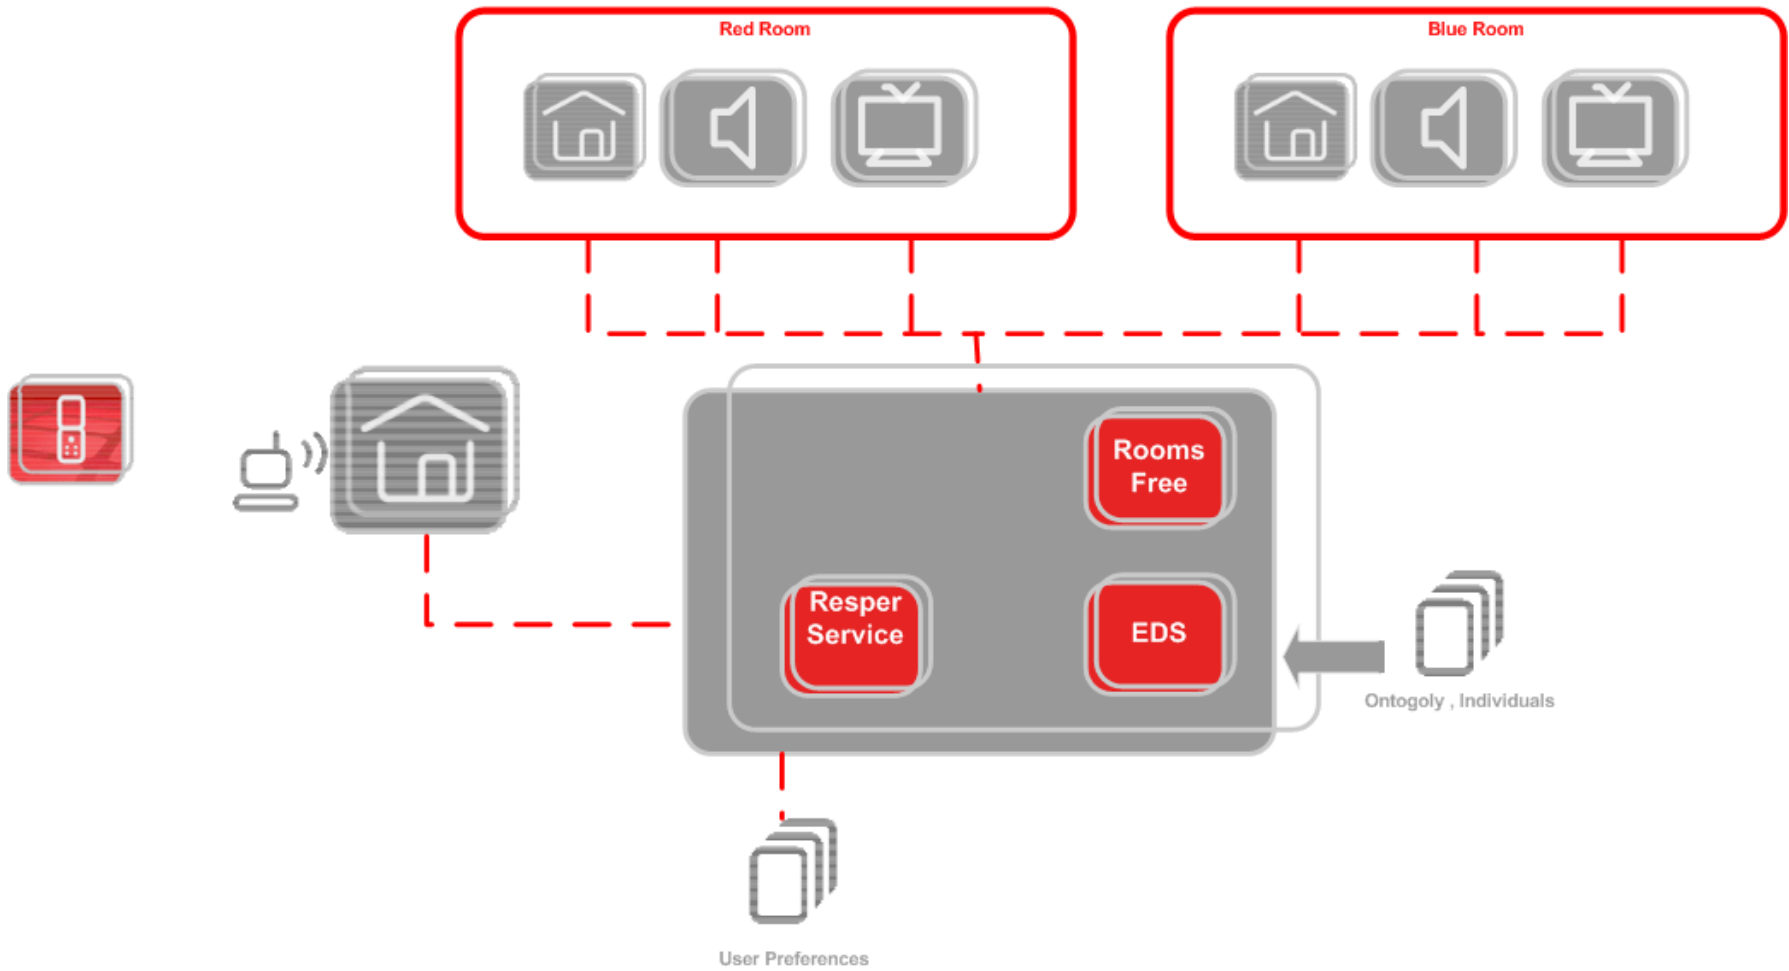 Red Room
Blue Room
Rooms
Free
Resper
Service
EDS
Ontogoly , Individuals
User Preferences